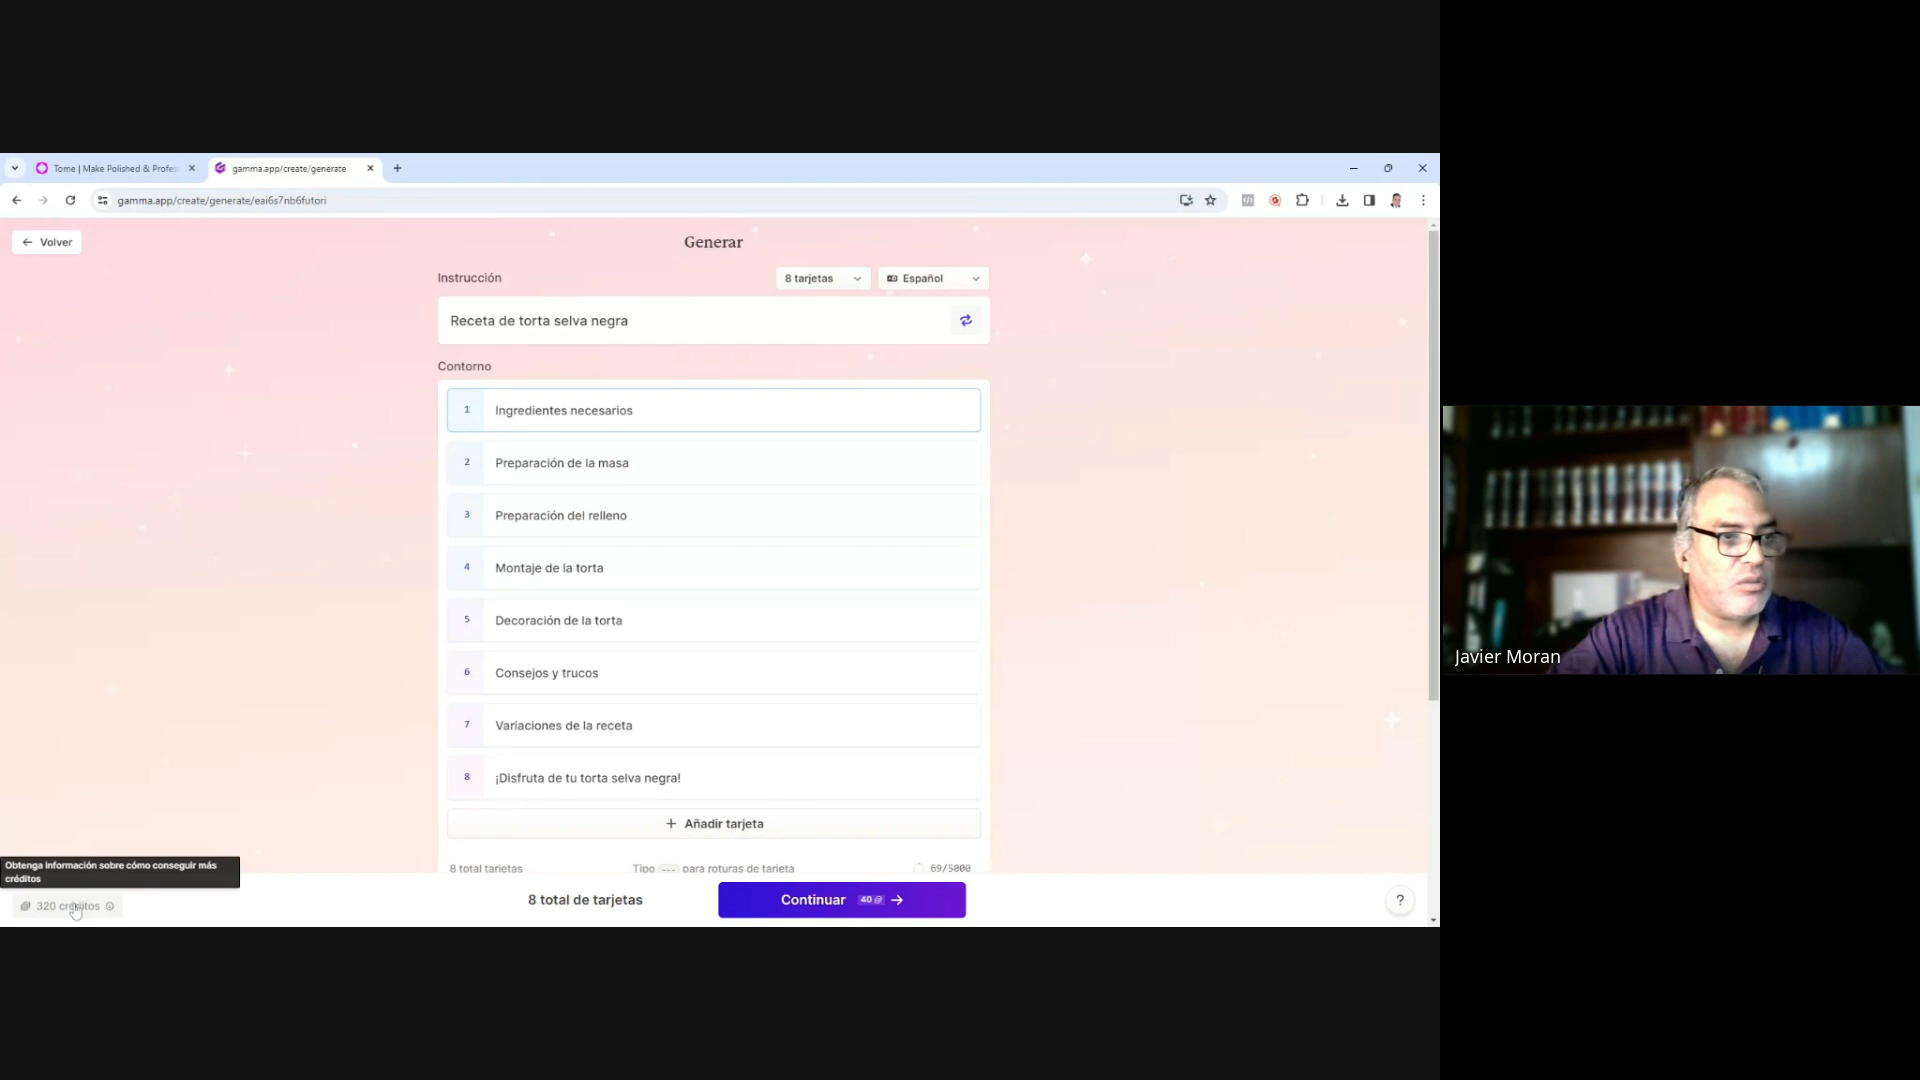 Tome | Make Polished & Profes
gamma.app/create/generate
gamma.app/create/generate/eai6s7nb6futori
Volver
Generar
Instrucción
8 tarjetas
Español
Receta de torta selva negra
Contorno
1 Ingredientes necesarios
2 Preparación de la masa
3 Preparación del relleno
4 Montaje de la torta
5 Decoración de la torta
6 Consejos y trucos
7 Variaciones de la receta
8 ¡Disfruta de tu torta selva negra!
+ Añadir tarjeta
8 total tarjetas
Tipo --- para roturas de tarjeta
69/5000
Obtenga información sobre cómo conseguir más
créditos
320 créditos
8 total de tarjetas
Continuar 40
?
Javier Moran